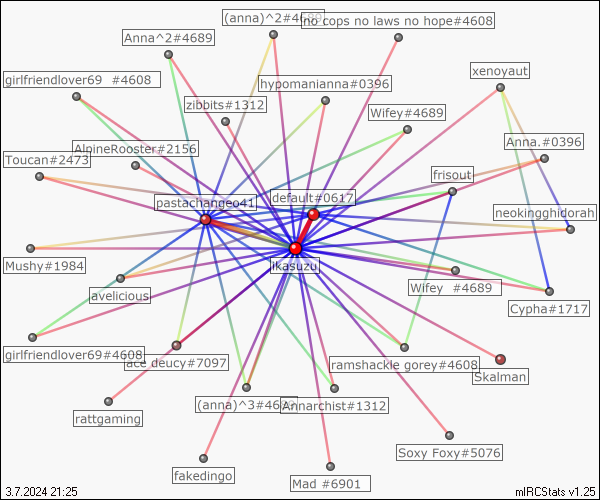 (anna)^2#4689
no cops no laws no hope#4608
Anna^2#4689
xenoyaut
girlfriendlover69 #4608
hypomanianna#0396
zibbits#1312
Wifey#4689
Anna.#0396
AlpineRooster#2156
Toucan#2473
frisout
default#0617
pastachangeo41
neokingghidorah
ikasuzu
Mushy#1984
Wifey #4689
avelicious
Cypha#1717
girlfriendlover69#4608
ace deucy#7097
ramshackle gorey#4608
Skalman
(anna)^3#4689
Annarchist#1312
rattgaming
Soxy Foxy#5076
fakedingo
Mad #6901
3.7.2024 21:25
mIRCStats v1.25